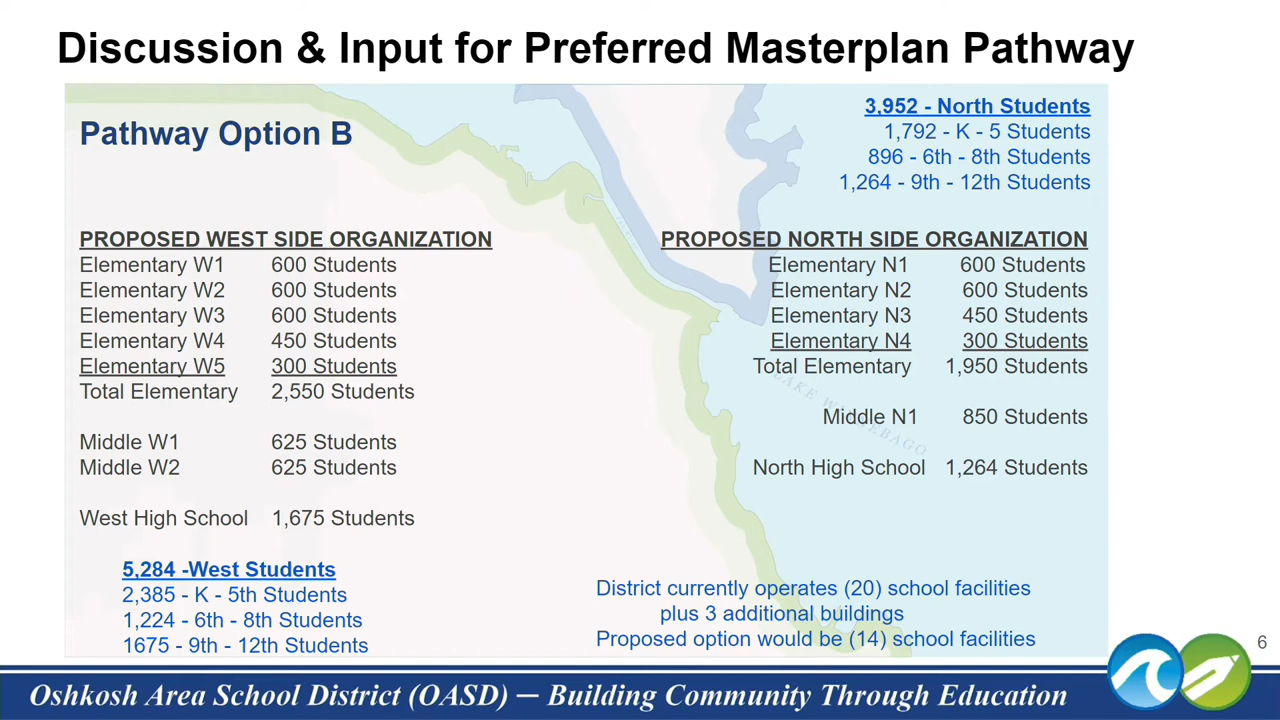 Discussion & Input for Preferred Masterplan Pathway
Pathway Option B
3,952 - North Students
1,792 - K - 5 Students
896 - 6th - 8th Students
1,264 - 9th - 12th Students
PROPOSED WEST SIDE ORGANIZATION
Elementary W1 600 Students
Elementary W2 600 Students
Elementary W3 600 Students
Elementary W4 450 Students
Elementary W5 300 Students
Total Elementary 2,550 Students
Middle W1 625 Students
Middle W2 625 Students
West High School 1,675 Students
5,284 -West Students
2,385 - K - 5th Students
1,224 - 6th - 8th Students
1675 - 9th - 12th Students
PROPOSED NORTH SIDE ORGANIZATION
Elementary N1 600 Students
Elementary N2 600 Students
Elementary N3 450 Students
Elementary N4 300 Students
Total Elementary 1,950 Students
LAKE WINNEBAGO
Middle N1 850 Students
North High School 1,264 Students
District currently operates (20) school facilities
plus 3 additional buildings
Proposed option would be (14) school facilities
6
Oshkosh Area School District (OASD) — Building Community Through Education